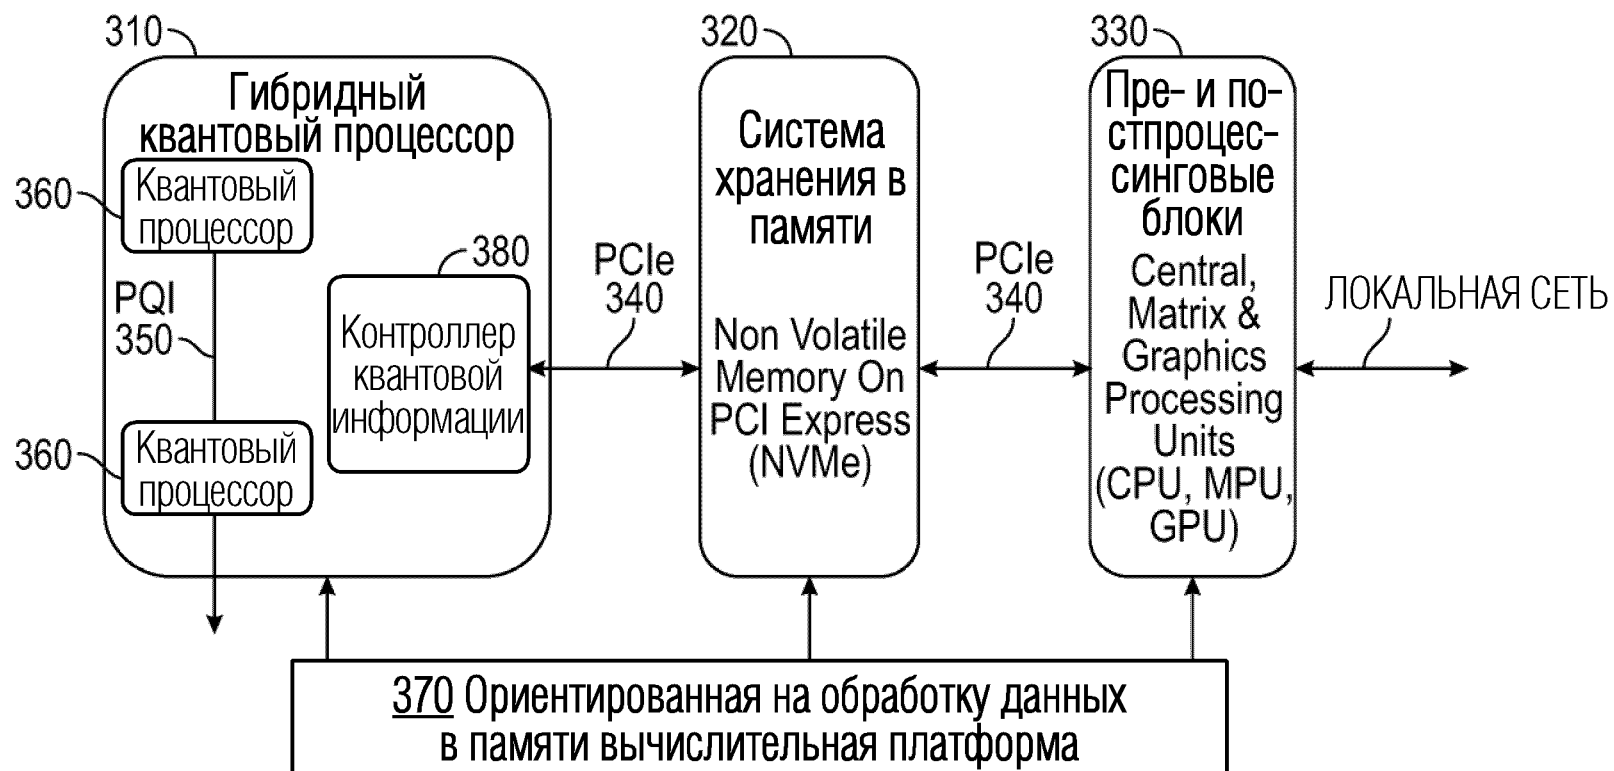 310
Гибридный
квантовый процессор
360
Квантовый
процессор
PQI
350
380
Контроллер
квантовой
информации
360
Квантовый
процессор
PCIe
340
320
Система
хранения в
памяти
Non Volatile
Memory On
PCI Express
(NVMe)
PCIe
340
330
Пре- и по-
стпроцес-
синговые
блоки
Central,
Matrix &
Graphics
Processing
Units
(CPU, MPU,
GPU)
ЛОКАЛЬНАЯ СЕТЬ
370 Ориентированная на обработку данных
в памяти вычислительная платформа